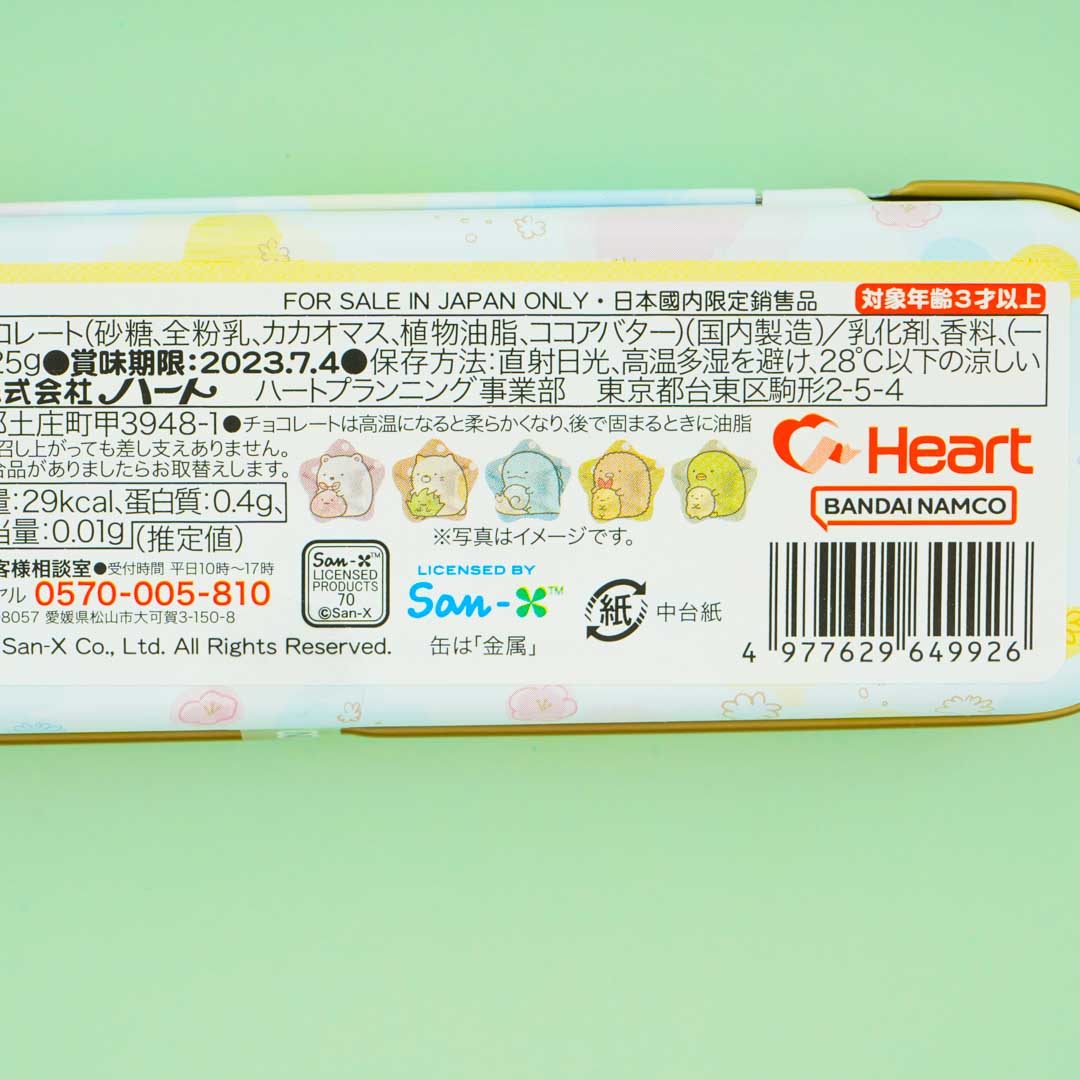 FOR SALE IN JAPAN ONLY・日本國内限定銷售品
対象年齢3才以上
コレート(砂糖、全粉乳、カカオマス、植物油脂、ココアバター)(国内製造)/乳化剤、香料、(一
25g●賞味期限:2023.7.4●保存方法:直射日光、高温多湿を避け、28℃以下の涼しい
式会社ハート ハートプランニング事業部 東京都台東区駒形2-5-4
郡土庄町甲3948-1●チョコレートは高温になると柔らかくなり、後で固まるときに油脂
召し上がっても差し支えありません。
合品がありましたらお取替えします。
Heart
BANDAI NAMCO
量:29kcal、蛋白質:0.4g、
当量:0.01g(推定値)
※写真はイメージです。
客様相談室●受付時間 平日10時〜17時
ヤル 0570-005-810
-8057 愛媛県松山市大可賀3-150-8
San-X Co., Ltd. All Rights Reserved.
San-X™
LICENSED
PRODUCTS
70
©San-X
LICENSED BY
San-X™
缶は「金属」
紙 中台紙
4 977629 649926